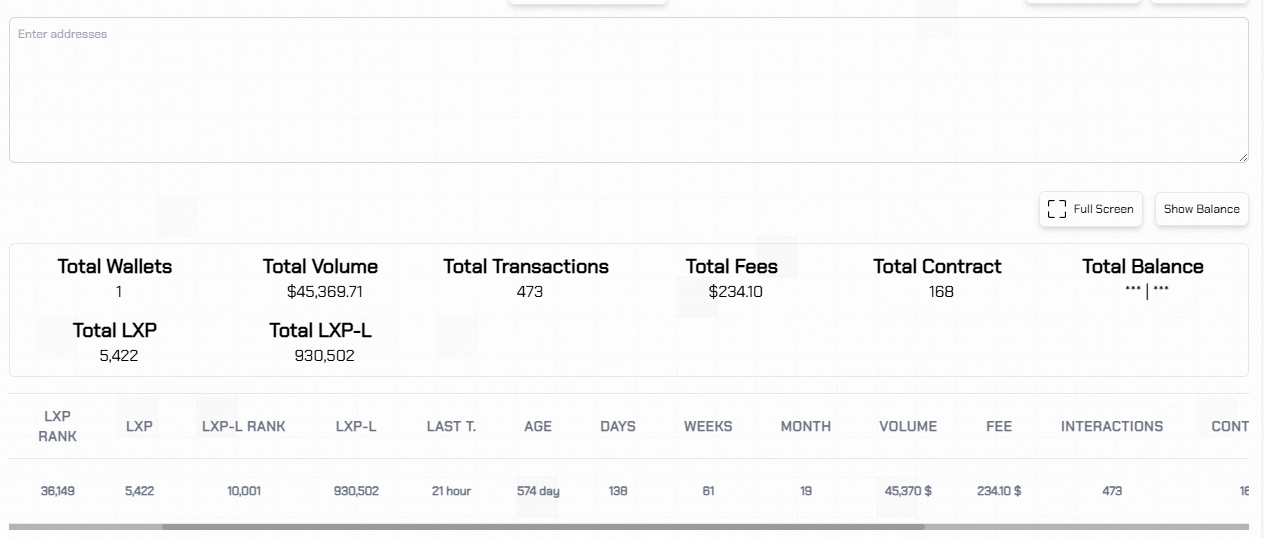 Enter addresses
Full Screen Show Balance
Total Wallets Total Volume Total Transactions Total Fees Total Contract Total Balance
1 $45,369.71 473 $234.10 168 *** | ***
Total LXP Total LXP-L
5,422 930,502
LXP RANK LXP LXP-L RANK LXP-L LAST T. AGE DAYS WEEKS MONTH VOLUME FEE INTERACTIONS CONT
36,149 5,422 10,001 930,502 21 hour 574 day 138 61 19 45,370 $ 234.10 $ 473 16